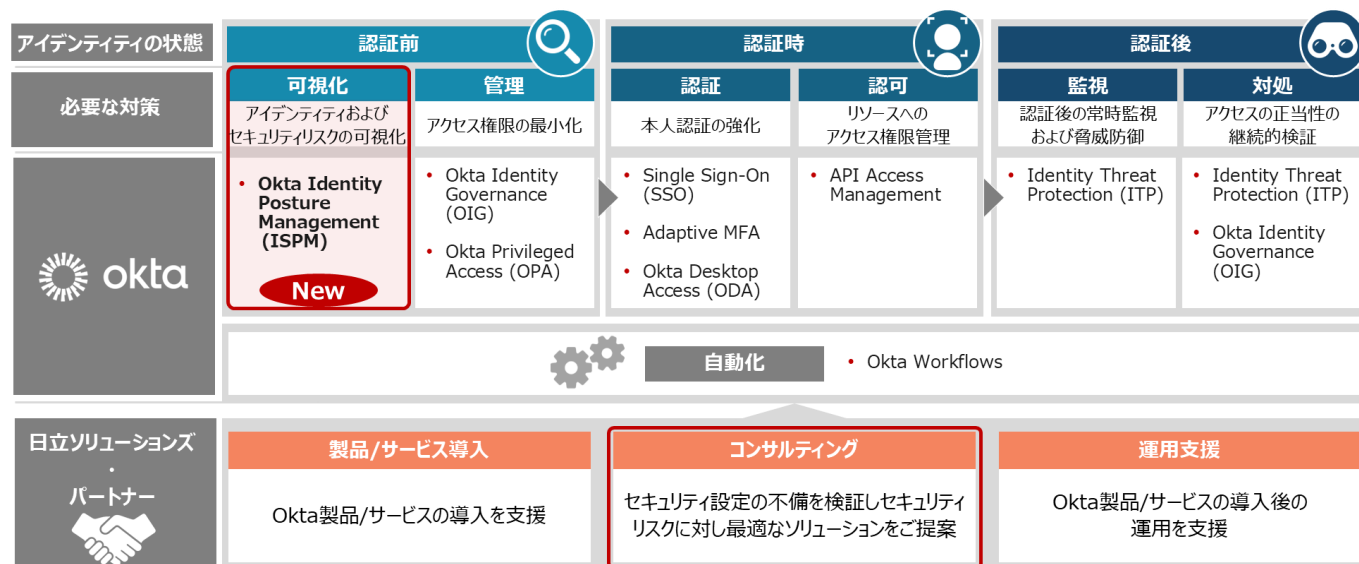 アイデンティティの状態
認証前
認証時
認証後
必要な対策
可視化
アイデンティティおよび
セキュリティリスクの可視化
管理
アクセス権限の最小化
認証
本人認証の強化
認可
リソースへの
アクセス権限管理
監視
認証後の常時監視
および脅威防御
対処
アクセスの正当性の
継続的検証
okta
• Okta Identity
Posture
Management
(ISPM)
New
• Okta Identity
Governance
(OIG)
• Okta Privileged
Access (OPA)
• Single Sign-On
(SSO)
• Adaptive MFA
• Okta Desktop
Access (ODA)
• API Access
Management
• Identity Threat
Protection (ITP)
• Identity Threat
Protection (ITP)
• Okta Identity
Governance
(OIG)
自動化
• Okta Workflows
日立ソリューションズ
・
パートナー
製品/サービス導入
Okta製品/サービスの導入を支援
コンサルティング
セキュリティ設定の不備を検証しセキュリティ
リスクに対し最適なソリューションをご提案
運用支援
Okta製品/サービスの導入後の
運用を支援